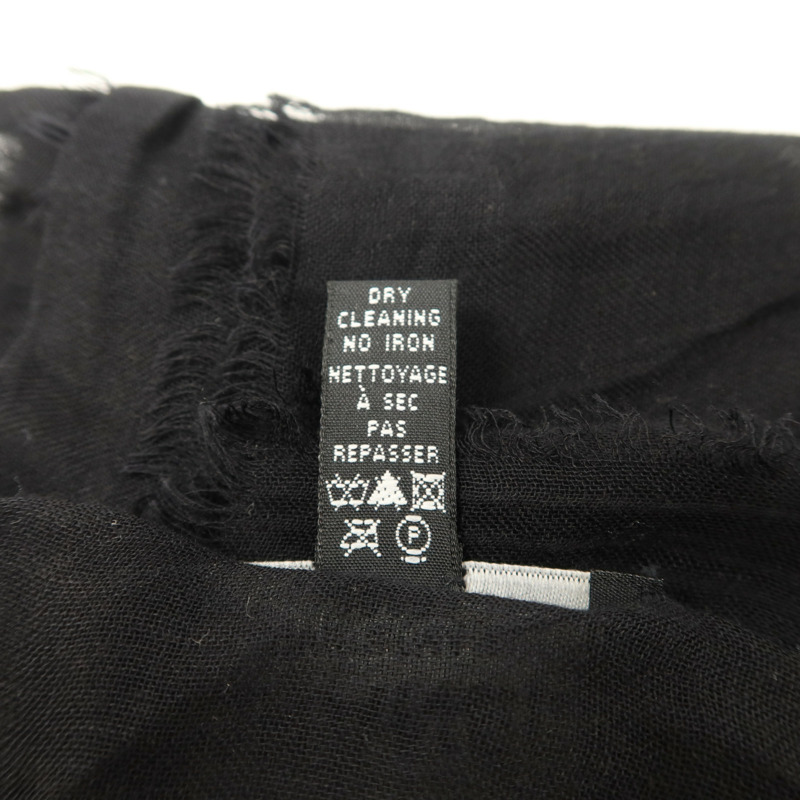 DRY
CLEANING
NO IRON
NETTOYAGE
À SEC
PAS
REPASSER
P